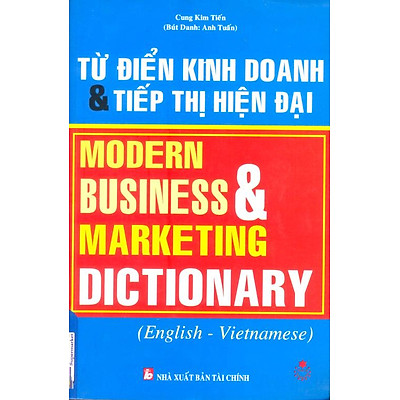 Cung Kim Tiến
(Bút Danh: Anh Tuấn)
TỪ ĐIỂN KINH DOANH
& TIẾP THỊ HIỆN ĐẠI
MODERN
BUSINESS &
MARKETING
DICTIONARY
(English - Vietnamese)
NHÀ XUẤT BẢN TÀI CHÍNH